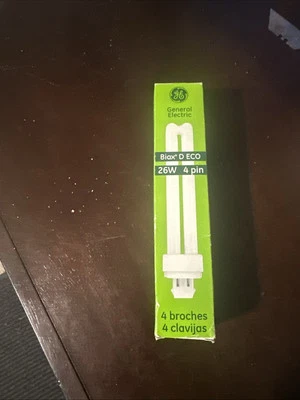 GE
General
Electric
Biax® D ECO
26W 4 pin
4 broches
4 clavijas